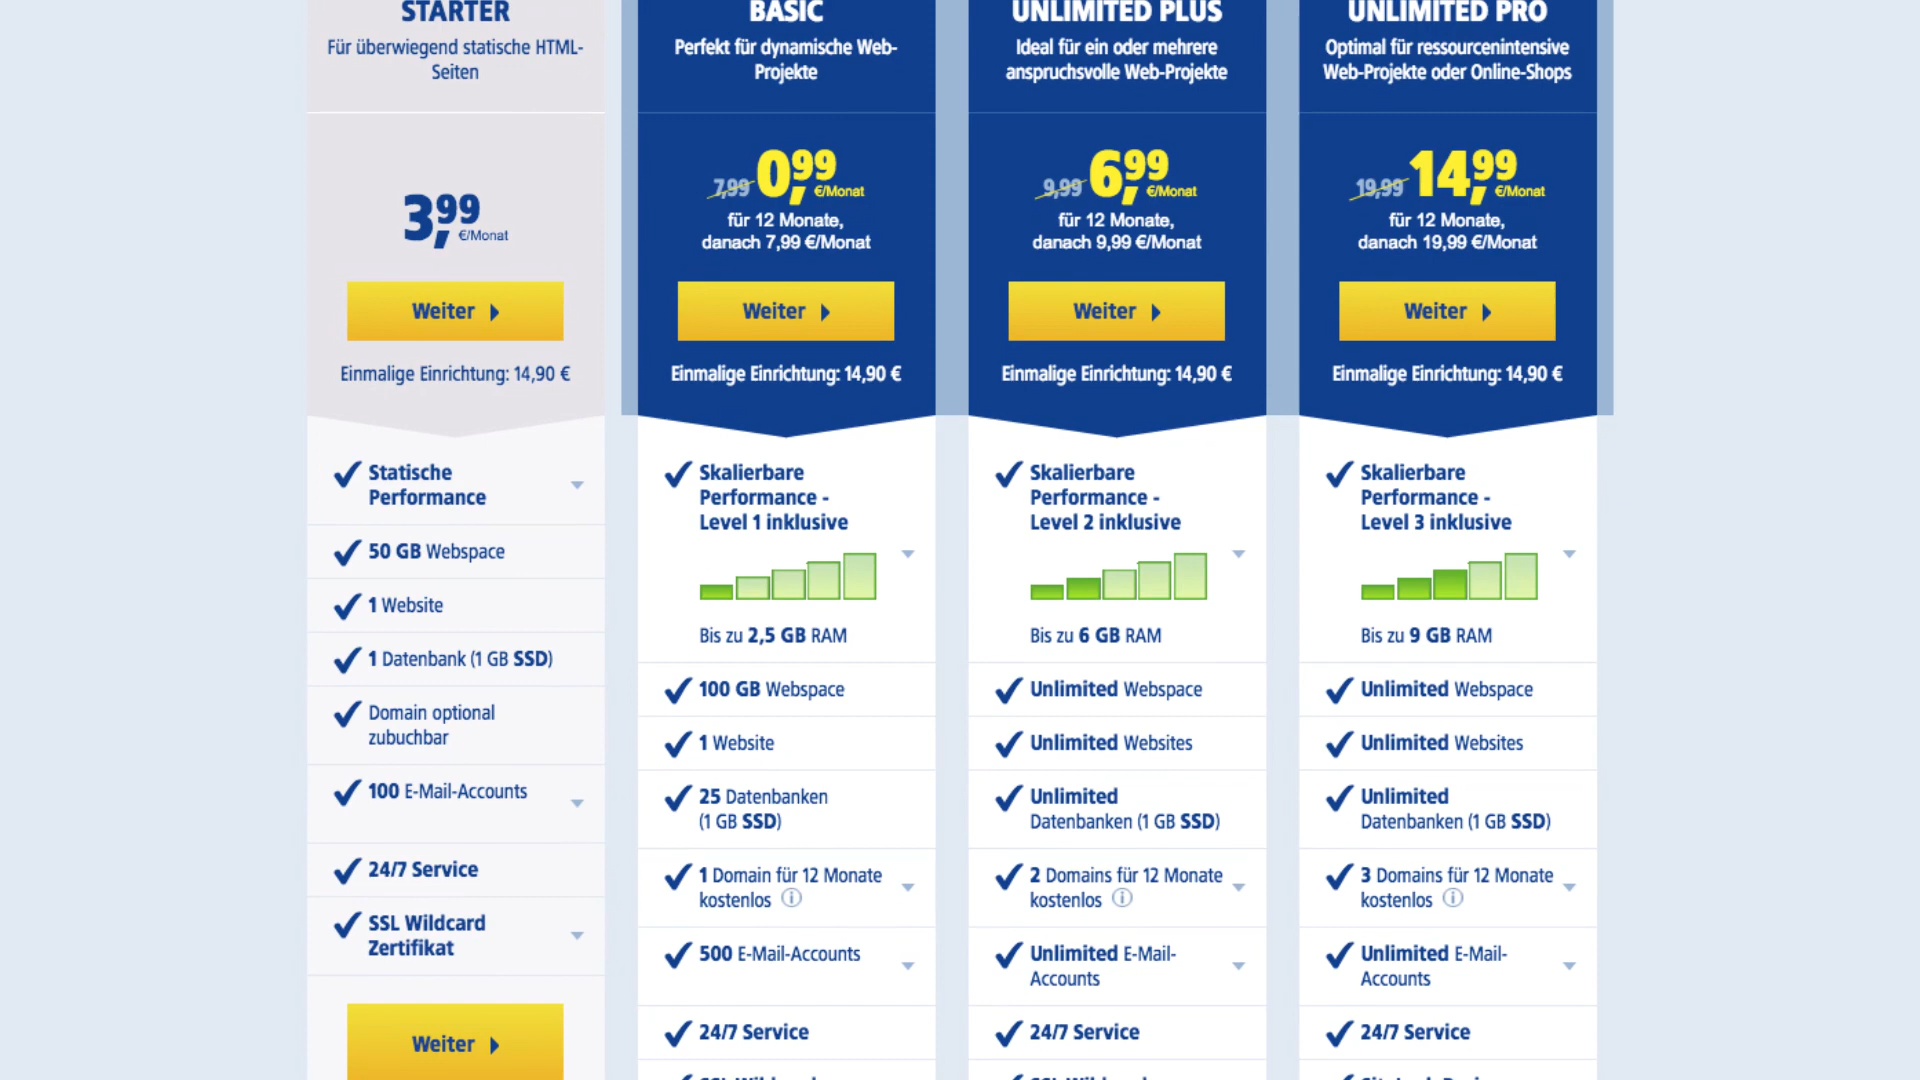 STARTER
Für überwiegend statische HTML-
Seiten
3,99
€/Monat
Weiter
Einmalige Einrichtung: 14,90 €
Statische
Performance
50 GB Webspace
1 Website
1 Datenbank (1 GB SSD)
Domain optional
zubuchbar
100 E-Mail-Accounts
24/7 Service
SSL Wildcard
Zertifikat
Weiter
BASIC
Perfekt für dynamische Web-
Projekte
7,99 0,99
€/Monat
für 12 Monate,
danach 7,99 €/Monat
Weiter
Einmalige Einrichtung: 14,90 €
Skalierbare
Performance -
Level 1 inklusive
Bis zu 2,5 GB RAM
100 GB Webspace
1 Website
25 Datenbanken
(1 GB SSD)
1 Domain für 12 Monate
kostenlos i
500 E-Mail-Accounts
24/7 Service
UNLIMITED PLUS
Ideal für ein oder mehrere
anspruchsvolle Web-Projekte
9,99 6,99
€/Monat
für 12 Monate,
danach 9,99 €/Monat
Weiter
Einmalige Einrichtung: 14,90 €
Skalierbare
Performance -
Level 2 inklusive
Bis zu 6 GB RAM
Unlimited Webspace
Unlimited Websites
Unlimited
Datenbanken (1 GB SSD)
2 Domains für 12 Monate
kostenlos i
Unlimited E-Mail-
Accounts
24/7 Service
UNLIMITED PRO
Optimal für ressourcenintensive
Web-Projekte oder Online-Shops
19,99 14,99
€/Monat
für 12 Monate,
danach 19,99 €/Monat
Weiter
Einmalige Einrichtung: 14,90 €
Skalierbare
Performance -
Level 3 inklusive
Bis zu 9 GB RAM
Unlimited Webspace
Unlimited Websites
Unlimited
Datenbanken (1 GB SSD)
3 Domains für 12 Monate
kostenlos i
Unlimited E-Mail-
Accounts
24/7 Service